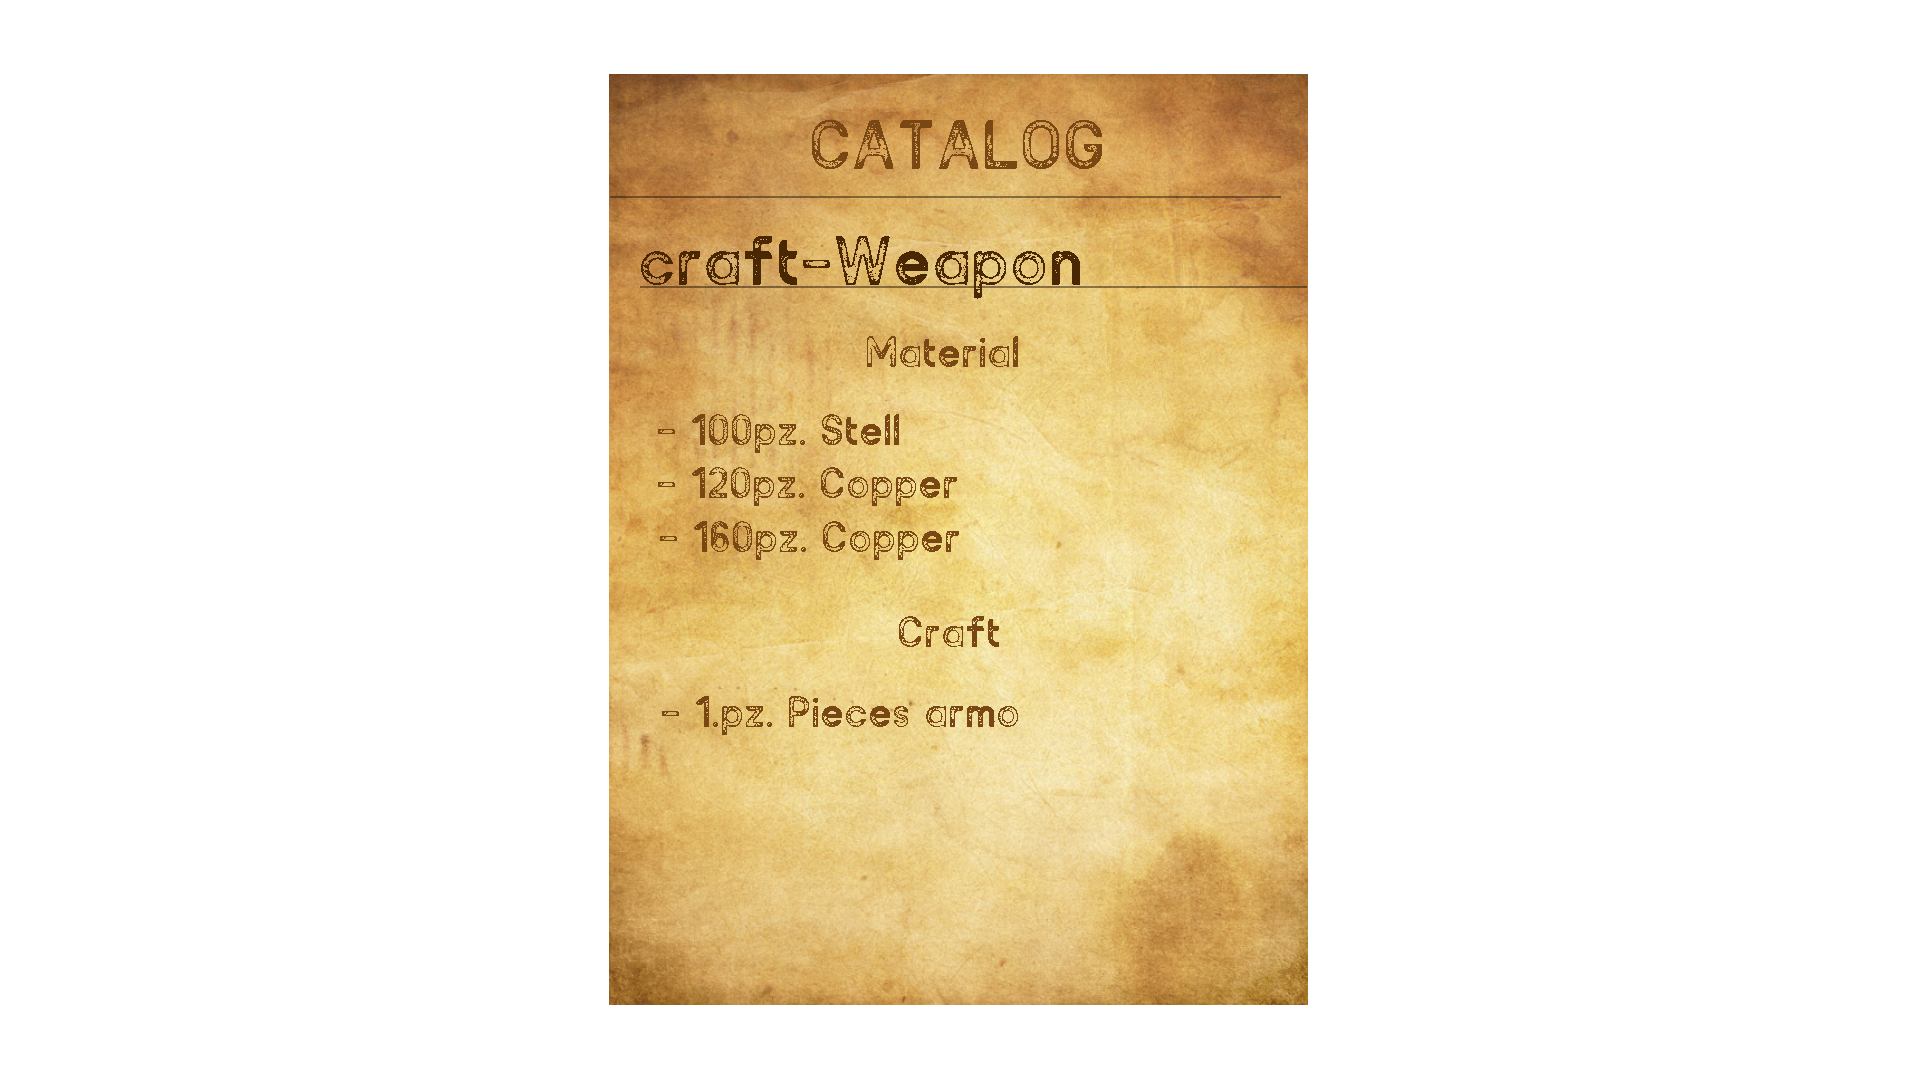 CATALOG
craft-Weapon
Material
- 100pz. Stell
- 120pz. Copper
- 160pz. Copper
Craft
- 1.pz. Pieces armo